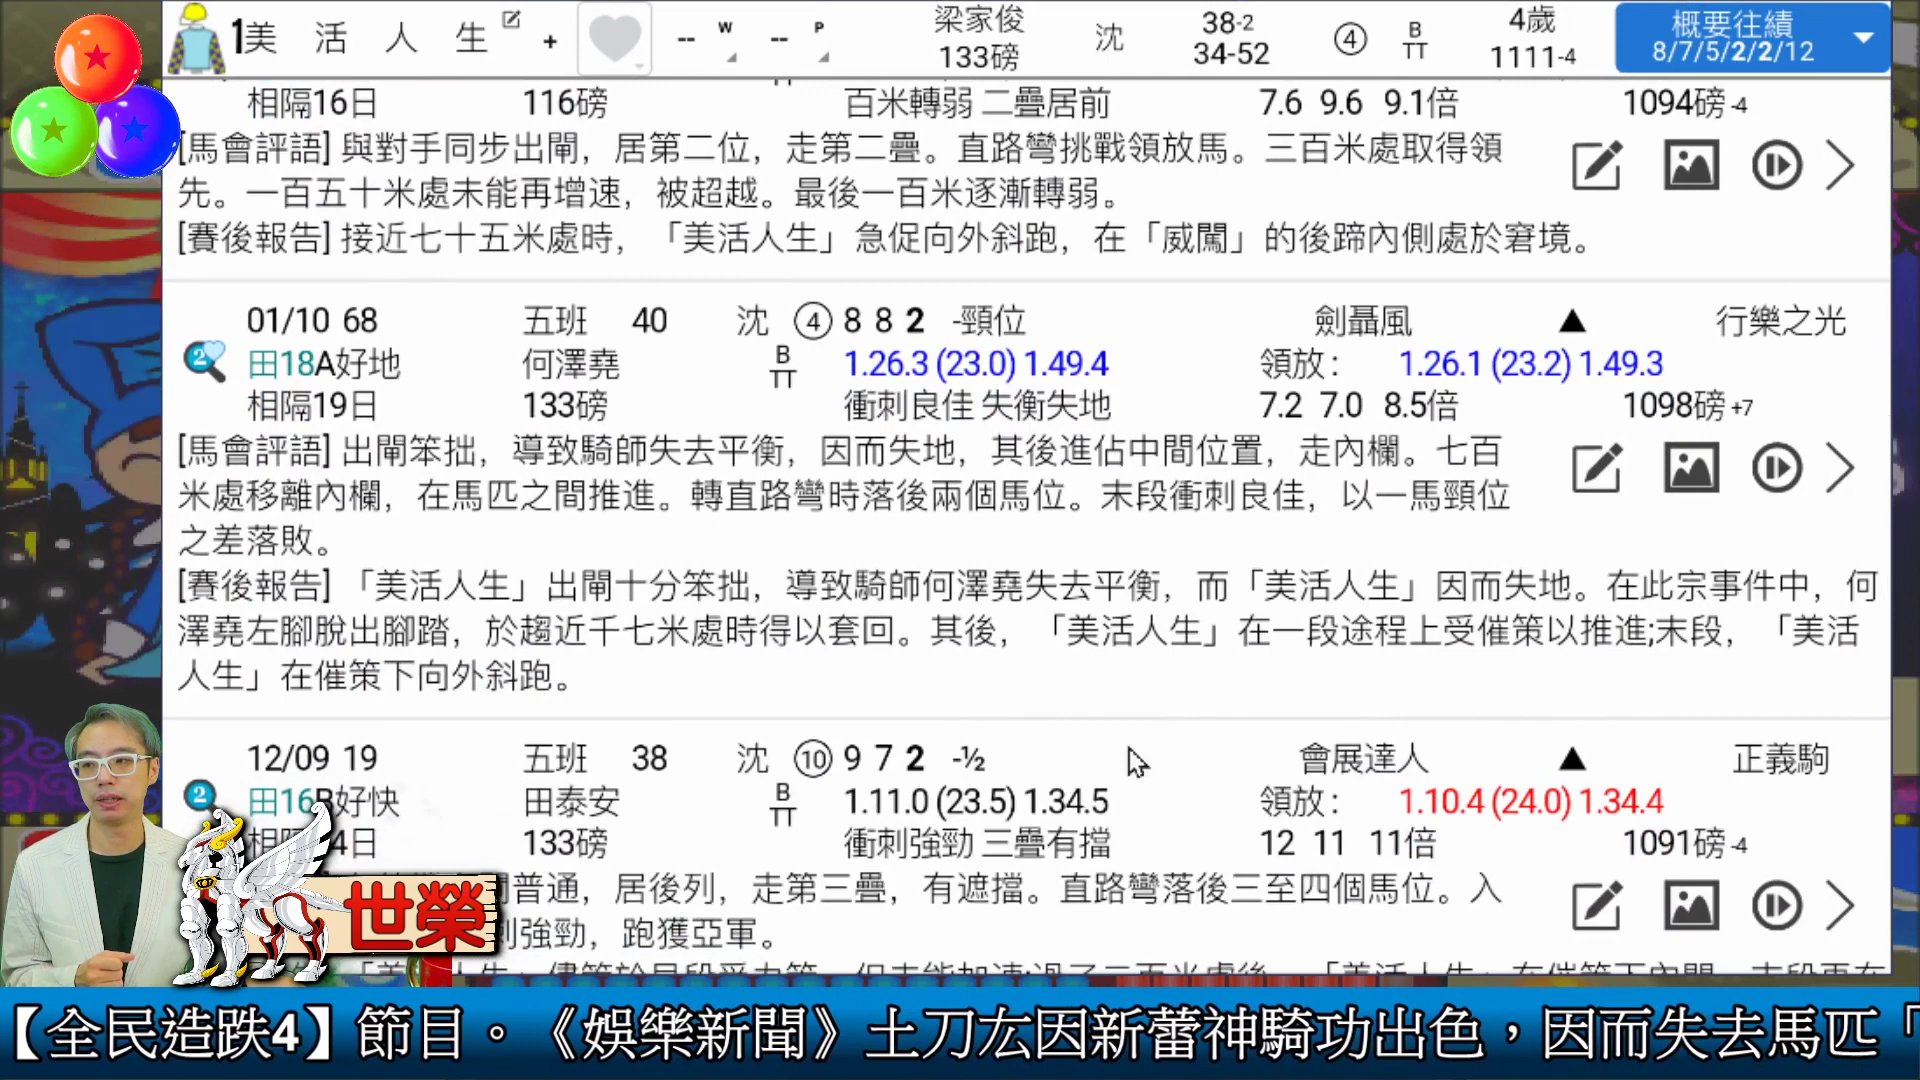 1美活人生 + -- W -- P 梁家俊 133磅 沈 38-2 34-52 ④ B TT 4歲 1111-4 概要往績 8/7/5/2/2/12
相隔16日 116磅 百米轉弱 二疊居前 7.6 9.6 9.1倍 1094磅-4
[馬會評語] 與對手同步出閘，居第二位，走第二疊。直路彎挑戰領放馬。三百米處取得領
先。一百五十米處未能再增速，被超越。最後一百米逐漸轉弱。
[賽後報告] 接近七十五米處時，「美活人生」急促向外斜跑，在「威闖」的後蹄內側處於窘境。
01/10 68 五班 40 沈 ④ 8 8 2 -頸位 劍聶風 ▲ 行樂之光
2 田18A好地 何澤堯 B TT 1.26.3 (23.0) 1.49.4 領放： 1.26.1 (23.2) 1.49.3
相隔19日 133磅 衝刺良佳 失衡失地 7.2 7.0 8.5倍 1098磅+7
[馬會評語] 出閘笨拙，導致騎師失去平衡，因而失地，其後進佔中間位置，走內欄。七百
米處移離內欄，在馬匹之間推進。轉直路彎時落後兩個馬位。末段衝刺良佳，以一馬頸位
之差落敗。
[賽後報告] 「美活人生」出閘十分笨拙，導致騎師何澤堯失去平衡，而「美活人生」因而失地。在此宗事件中，何
澤堯左腳脫出腳踏，於趨近千七米處時得以套回。其後，「美活人生」在一段途程上受催策以推進;末段，「美活
人生」在催策下向外斜跑。
12/09 19 五班 38 沈 ⑩ 9 7 2 -½ 會展達人 ▲ 正義駒
2 田16B好快 田泰安 B TT 1.11.0 (23.5) 1.34.5 領放： 1.10.4 (24.0) 1.34.4
相隔 4日 133磅 衝刺強勁 三疊有擋 12 11 11倍 1091磅-4
普通，居後列，走第三疊，有遮擋。直路彎落後三至四個馬位。入
強勁，跑獲亞軍。
世榮
【全民造跌4】節目。《娛樂新聞》土刀厷因新蕾神騎功出色，因而失去馬匹「